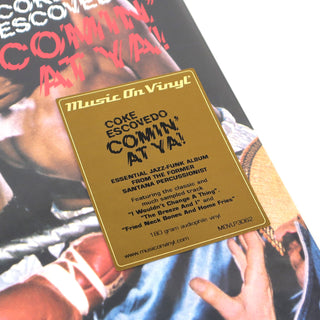 COKE
ESCOVEDO
COMIN'
AT YA!
Music On Vinyl
COKE
ESCOVEDO
COMIN'
AT YA!
ESSENTIAL JAZZ-FUNK ALBUM
FROM THE FORMER
SANTANA PERCUSSIONIST
Featuring the classic and
much sampled track
"I Wouldn't Change A Thing",
"The Breeze And I" and
"Fried Neck Bones And Home Fries"
180 gram audiophile vinyl
www.musiconvinyl.com
MOVLP3062